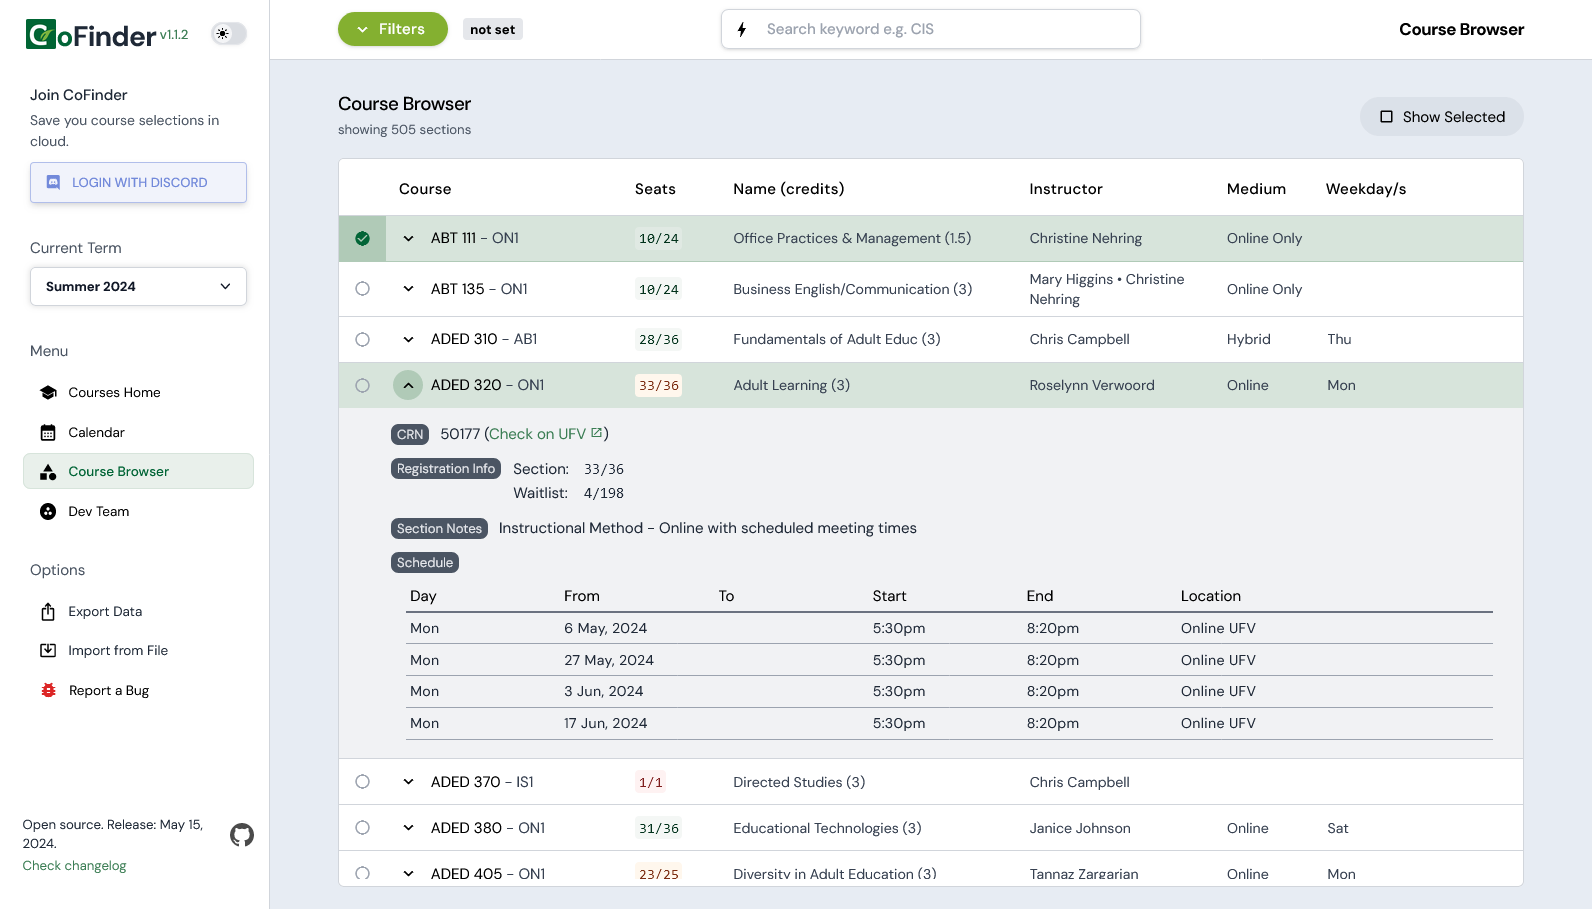 CoFinder v1.1.2
Join CoFinder
Save you course selections in
cloud.
LOGIN WITH DISCORD
Current Term
Summer 2024
Menu
Courses Home
Calendar
Course Browser
Dev Team
Options
Export Data
Import from File
Report a Bug
Open source. Release: May 15,
2024.
Check changelog
Filters
not set
Search keyword e.g. CIS
Course Browser
Course Browser
showing 505 sections
Show Selected
Course Seats Name (credits) Instructor Medium Weekday/s
ABT 111 - ON1 10/24 Office Practices & Management (1.5) Christine Nehring Online Only
ABT 135 - ON1 10/24 Business English/Communication (3) Mary Higgins • Christine Nehring Online Only
ADED 310 - AB1 28/36 Fundamentals of Adult Educ (3) Chris Campbell Hybrid Thu
ADED 320 - ON1 33/36 Adult Learning (3) Roselynn Verwoord Online Mon
CRN 50177 (Check on UFV)
Registration Info Section: 33/36
Waitlist: 4/198
Section Notes Instructional Method - Online with scheduled meeting times
Schedule
Day From To Start End Location
Mon 6 May, 2024 5:30pm 8:20pm Online UFV
Mon 27 May, 2024 5:30pm 8:20pm Online UFV
Mon 3 Jun, 2024 5:30pm 8:20pm Online UFV
Mon 17 Jun, 2024 5:30pm 8:20pm Online UFV
ADED 370 - IS1 1/1 Directed Studies (3) Chris Campbell
ADED 380 - ON1 31/36 Educational Technologies (3) Janice Johnson Online Sat
ADED 405 - ON1 23/25 Diversity in Adult Education (3) Tannaz Zargarian Online Mon